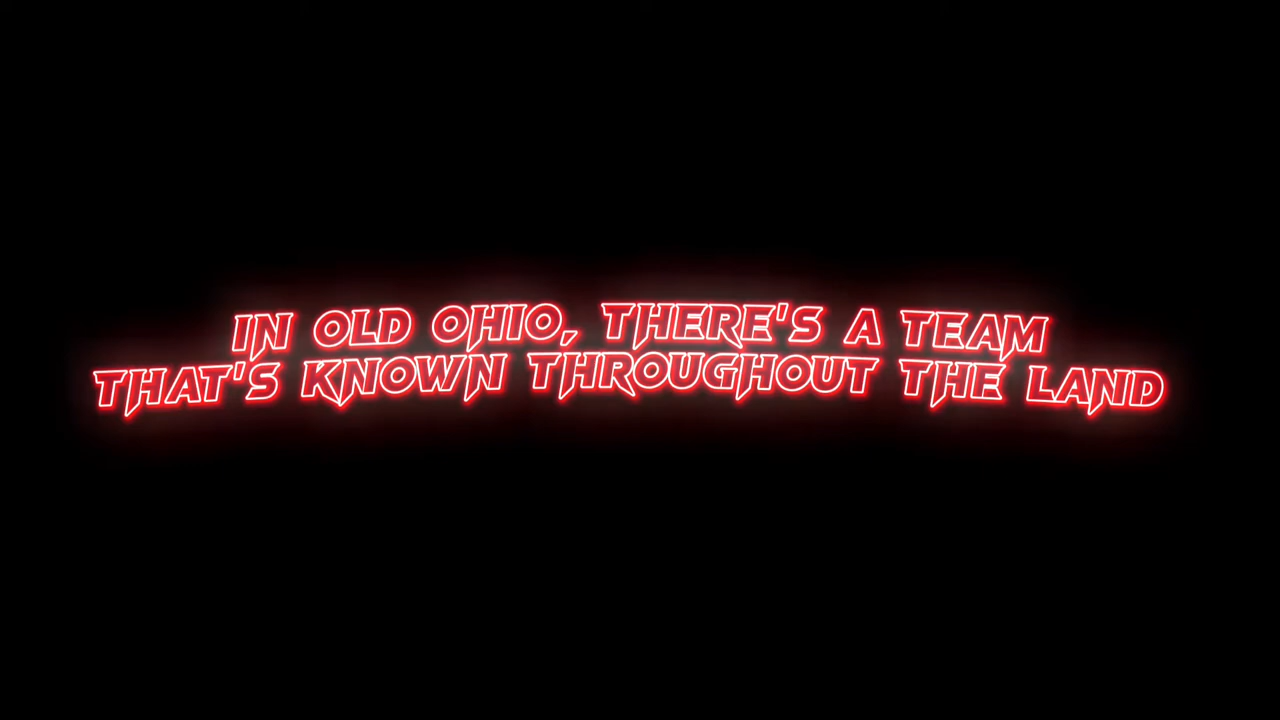 IN OLD OHIO, THERE'S A TEAM
THAT'S KNOWN THROUGHOUT THE LAND